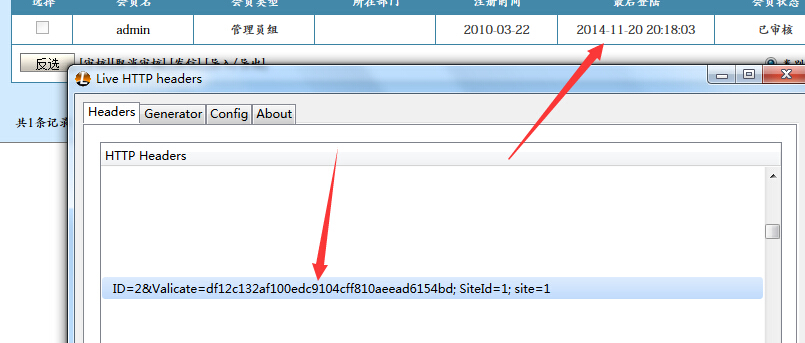 选择 会员名 会员类型 所在部门 注册时间 最后登陆 会员状态
admin 管理员组 2010-03-22 2014-11-20 20:18:03 已审核
反选 [审核][取消审核] [发信] [导入/导出]
共1条记录
Live HTTP headers
Headers Generator Config About
HTTP Headers
ID=2&Valicate=df12c132af100edc9104cff810aeead6154bd; SiteId=1; site=1